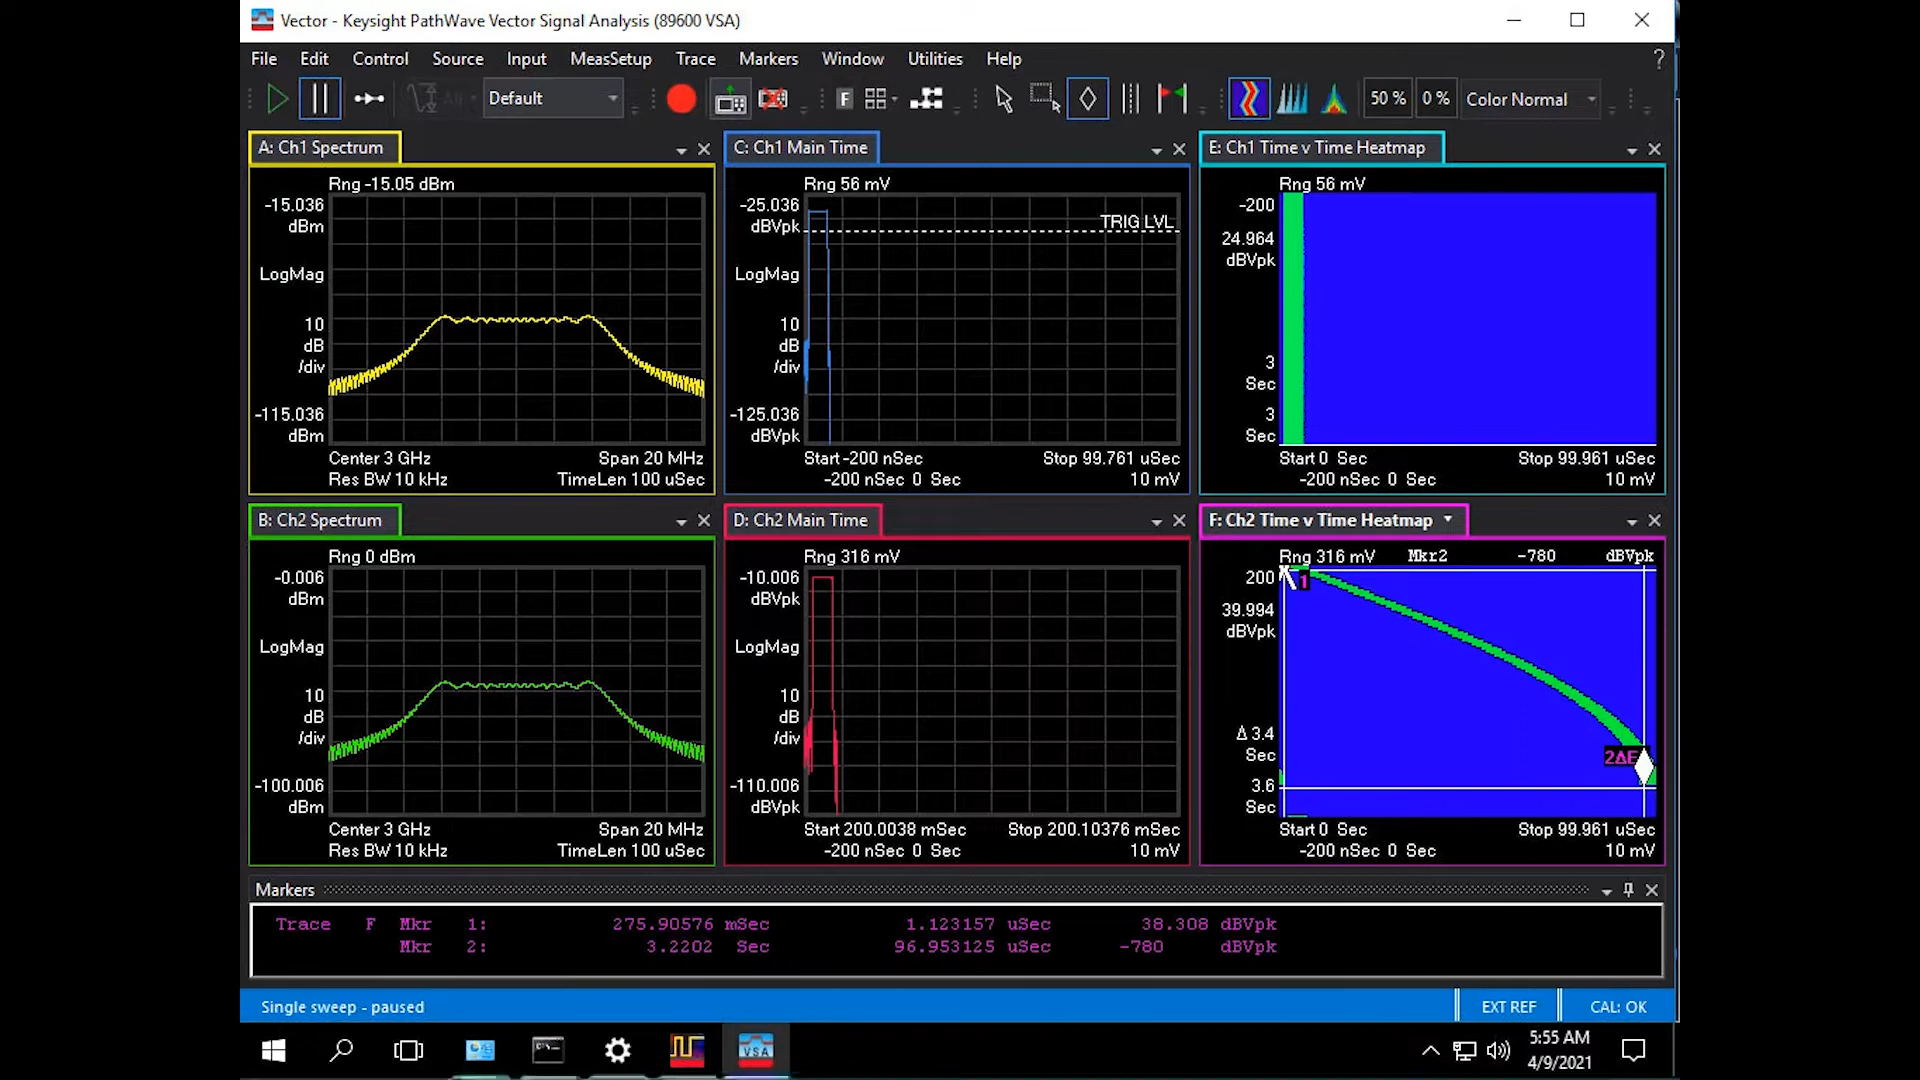 Vector - Keysight PathWave Vector Signal Analysis (89600 VSA)
File Edit Control Source Input MeasSetup Trace Markers Window Utilities Help ?
Default F 50 % 0 % Color Normal
A: Ch1 Spectrum
Rng -15.05 dBm
-15.036
dBm
LogMag
10
dB
/div
-115.036
dBm
Center 3 GHz Span 20 MHz
Res BW 10 kHz TimeLen 100 uSec
C: Ch1 Main Time
Rng 56 mV
-25.036
dBVpk
TRIG LVL
LogMag
10
dB
/div
-125.036
dBVpk
Start -200 nSec Stop 99.761 uSec
-200 nSec 0 Sec 10 mV
E: Ch1 Time v Time Heatmap
Rng 56 mV
-200
24.964
dBVpk
3
Sec
3
Sec
Start 0 Sec Stop 99.961 uSec
-200 nSec 0 Sec 10 mV
B: Ch2 Spectrum
Rng 0 dBm
-0.006
dBm
LogMag
10
dB
/div
-100.006
dBm
Center 3 GHz Span 20 MHz
Res BW 10 kHz TimeLen 100 uSec
D: Ch2 Main Time
Rng 316 mV
-10.006
dBVpk
LogMag
10
dB
/div
-110.006
dBVpk
Start 200.0038 mSec Stop 200.10376 mSec
-200 nSec 0 Sec 10 mV
F: Ch2 Time v Time Heatmap
Rng 316 mV Mkr2 -780 dBVpk
200
1
39.994
dBVpk
Δ 3.4
Sec
2ΔE
3.6
Sec
Start 0 Sec Stop 99.961 uSec
-200 nSec 0 Sec 10 mV
Markers
Trace F Mkr 1: 275.90576 mSec 1.123157 uSec 38.308 dBVpk
Mkr 2: 3.2202 Sec 96.953125 uSec -780 dBVpk
Single sweep - paused EXT REF CAL: OK
VSA
5:55 AM
4/9/2021